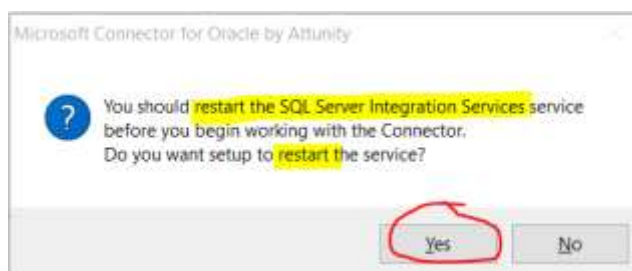 Microsoft Connector for Oracle by Attunity
You should restart the SQL Server Integration Services service
before you begin working with the Connector.
Do you want setup to restart the service?
Yes
No